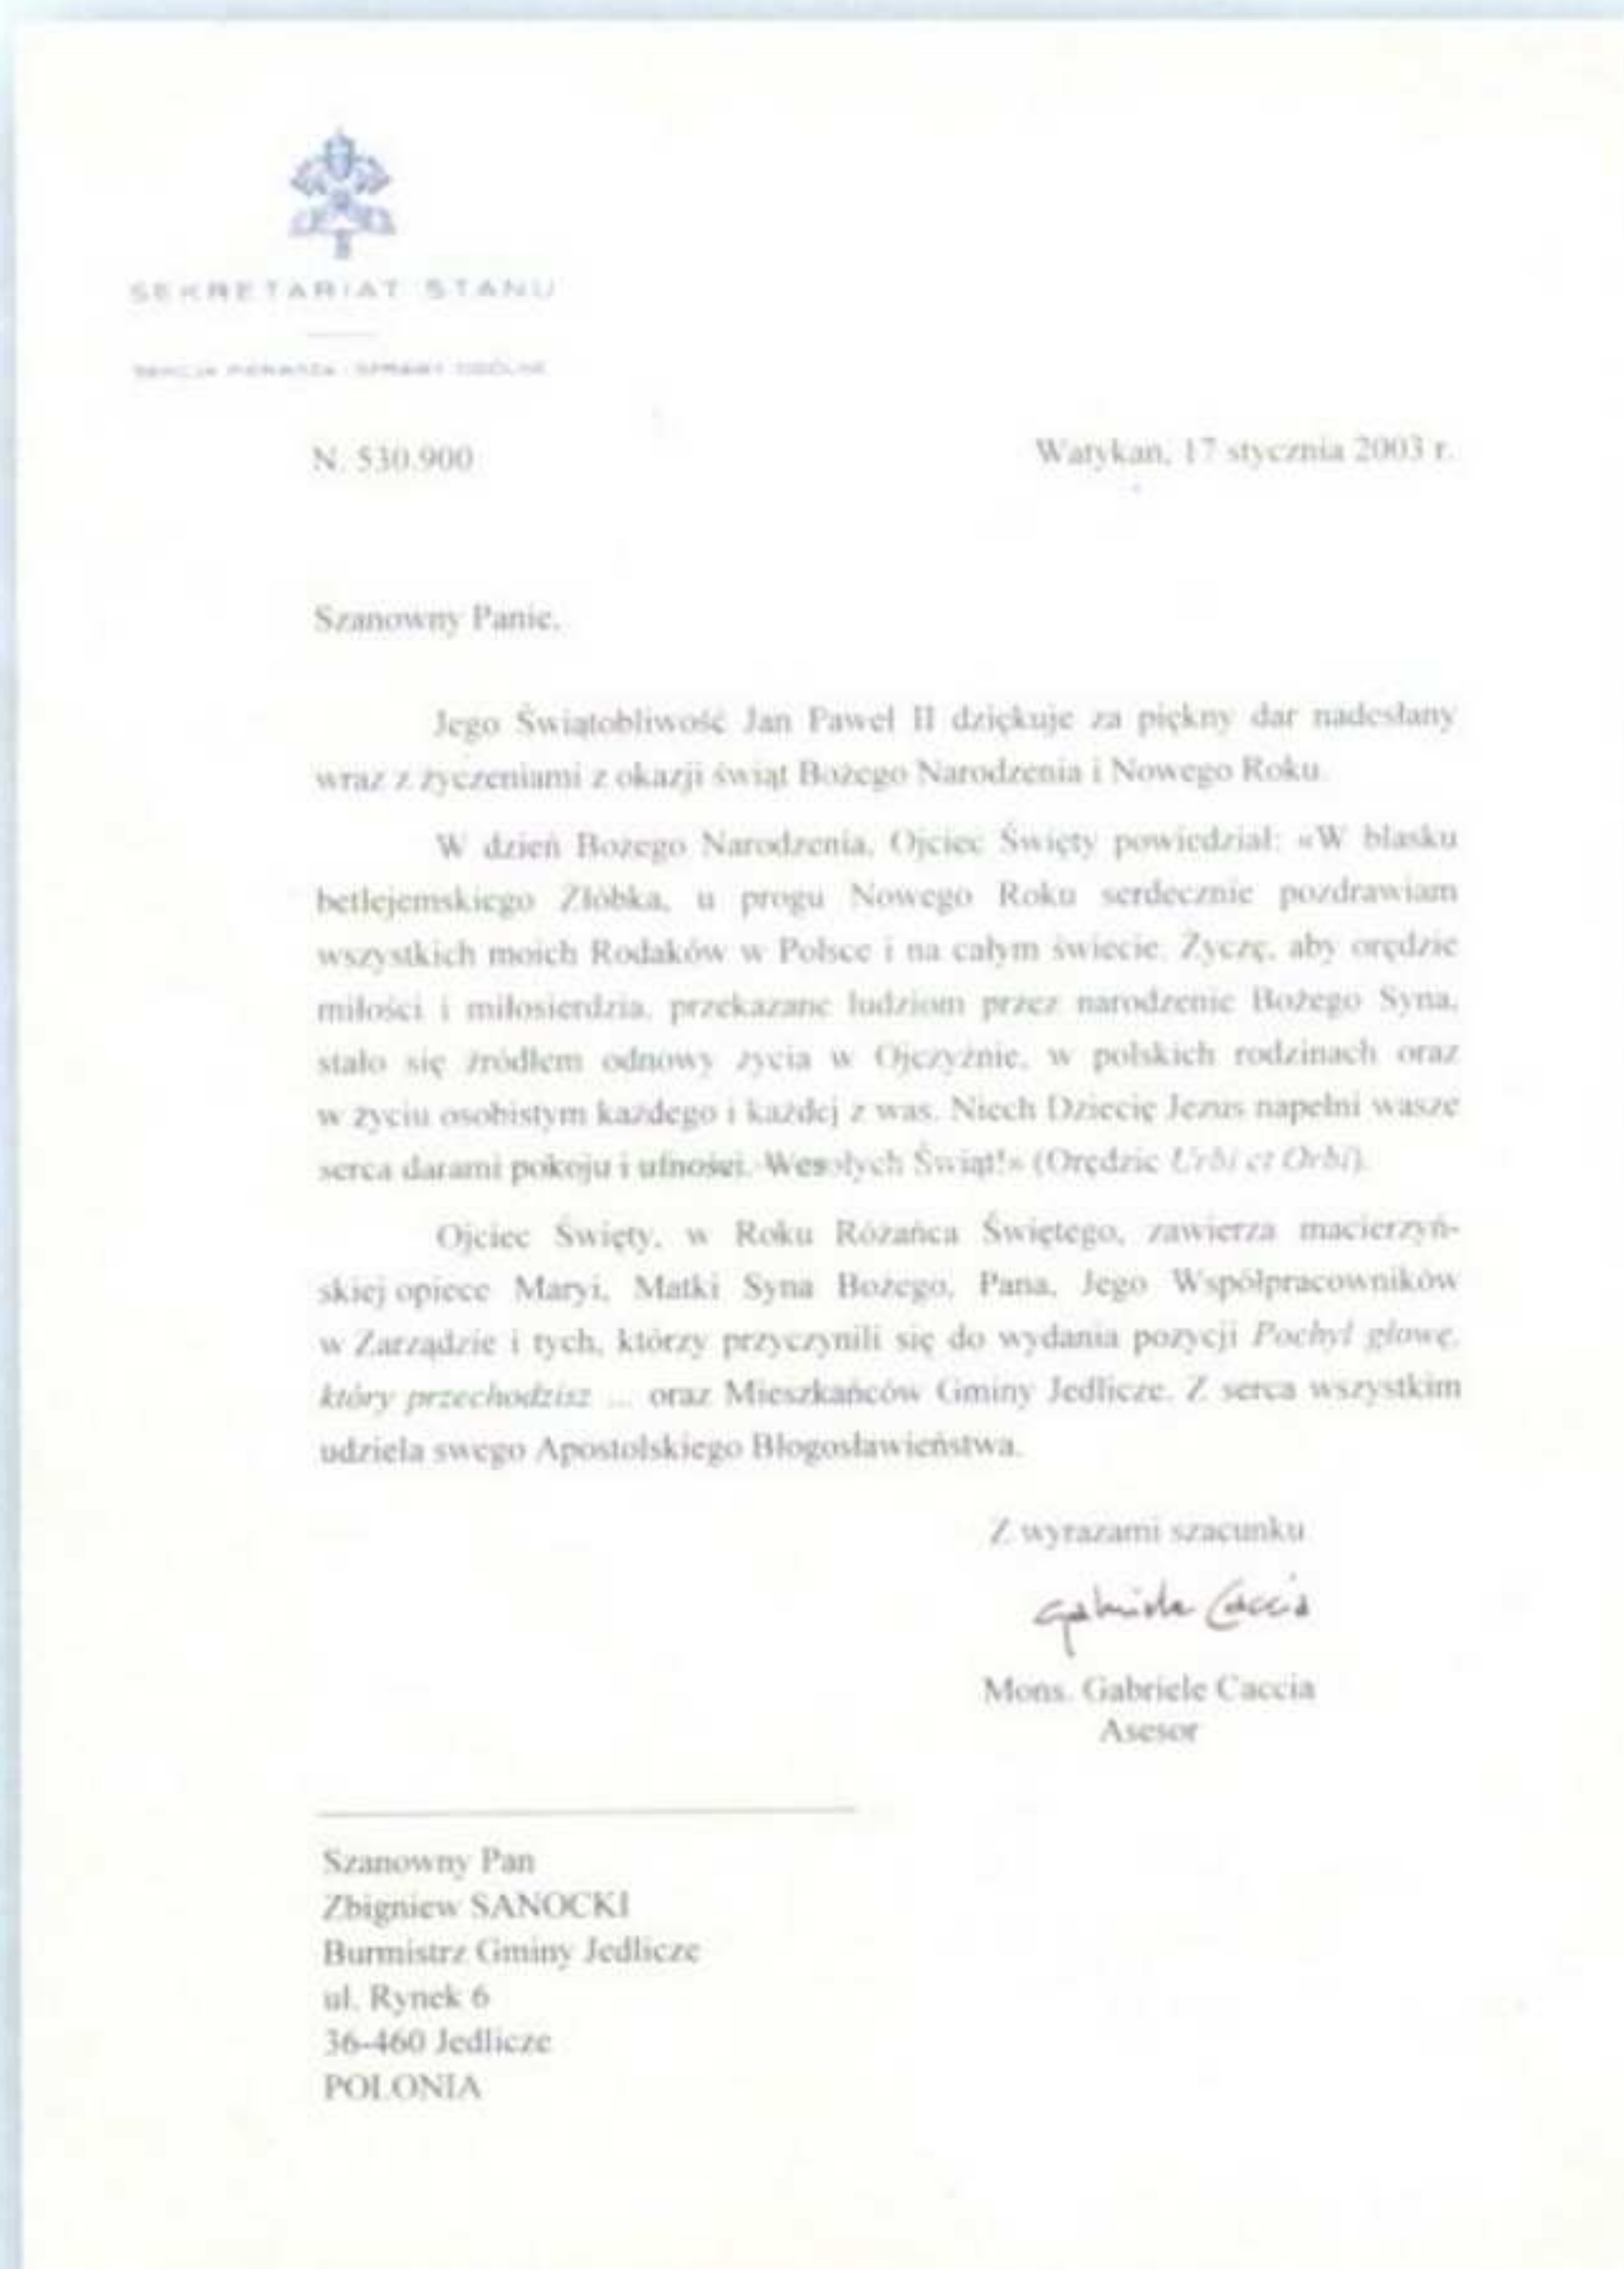 SEKRETARIAT STANU
SEKCJA PIERWSZA - SPRAWY OGÓLNE
N. 530.900
Watykan, 17 stycznia 2003 r.
Szanowny Panie,
Jego Świątobliwość Jan Paweł II dziękuje za piękny dar nadesłany
wraz z życzeniami z okazji świąt Bożego Narodzenia i Nowego Roku.
W dzień Bożego Narodzenia, Ojciec Święty powiedział: «W blasku
betlejemskiego Żłóbka, u progu Nowego Roku serdecznie pozdrawiam
wszystkich moich Rodaków w Polsce i na całym świecie. Życzę, aby orędzie
miłości i miłosierdzia, przekazane ludziom przez narodzenie Bożego Syna,
stało się źródłem odnowy życia w Ojczyźnie, w polskich rodzinach oraz
w życiu osobistym każdego i każdej z was. Niech Dziecię Jezus napełni wasze
serca darami pokoju i ufności. Wesołych Świąt!» (Orędzie Urbi et Orbi).
Ojciec Święty, w Roku Różańca Świętego, zawierza macierzyń-
skiej opiece Maryi, Matki Syna Bożego, Pana, Jego Współpracowników
w Zarządzie i tych, którzy przyczynili się do wydania pozycji Pochyl głowę,
który przechodzisz ... oraz Mieszkańców Gminy Jedlicze. Z serca wszystkim
udziela swego Apostolskiego Błogosławieństwa.
Z wyrazami szacunku
Gabriele Caccia
Mons. Gabriele Caccia
Asesor
Szanowny Pan
Zbigniew SANOCKI
Burmistrz Gminy Jedlicze
ul. Rynek 6
36-460 Jedlicze
POLONIA